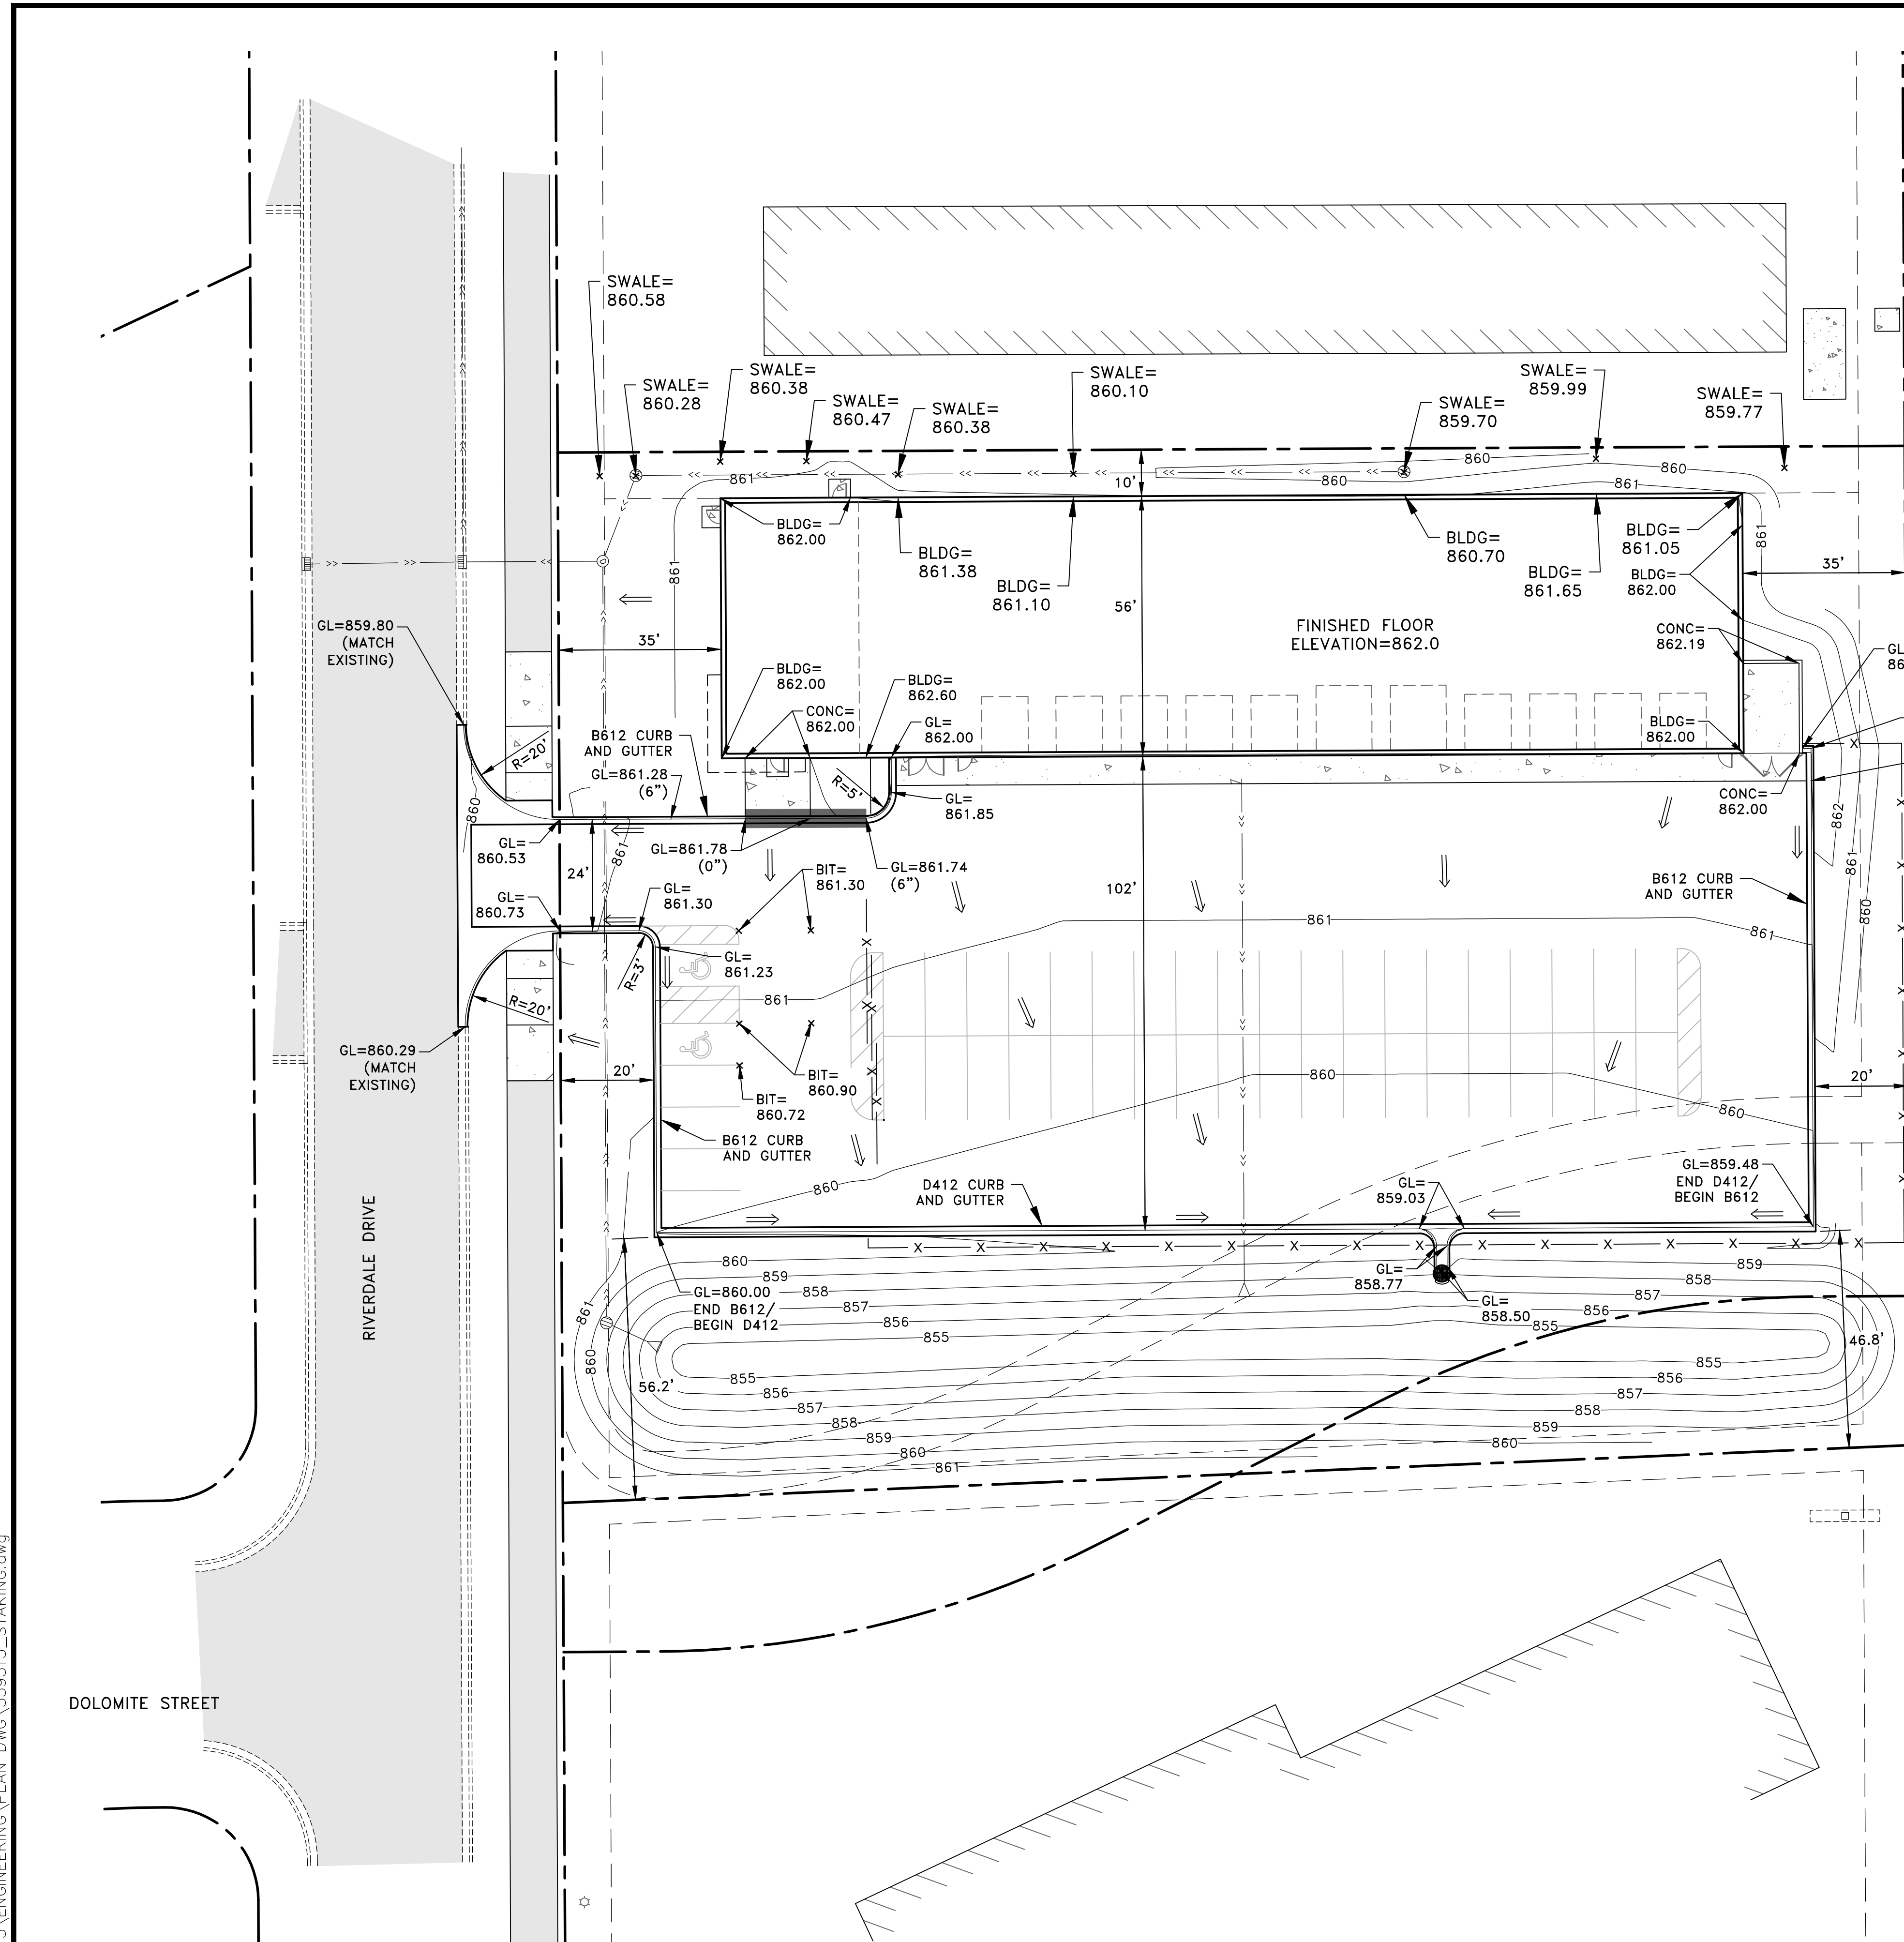 SWALE=
860.58
SWALE=
860.28
SWALE=
860.38
SWALE=
860.47
SWALE=
860.38
SWALE=
860.10
SWALE=
859.70
SWALE=
859.99
SWALE=
859.77
861
860
860
860
861
10'
BLDG=
862.00
BLDG=
861.38
BLDG=
861.10
BLDG=
860.70
BLDG=
861.65
BLDG=
861.05
BLDG=
862.00
861
861
35'
56'
FINISHED FLOOR
ELEVATION=862.0
CONC=
862.19
GL=859.80
(MATCH
EXISTING)
35'
BLDG=
862.00
BLDG=
862.60
CONC=
862.00
GL=
862.00
BLDG=
862.00
X
R=20'
B612 CURB
AND GUTTER
GL=861.28
(6")
R=5'
GL=
861.85
CONC=
862.00
860
862
861
860
GL=
860.53
GL=861.78
(0")
GL=861.74
(6")
861
24'
BIT=
861.30
102'
B612 CURB
AND GUTTER
GL=
860.73
GL=
861.30
861
861
R=3'
GL=
861.23
R=20'
861
GL=860.29
(MATCH
EXISTING)
20'
BIT=
860.90
BIT=
860.72
860
860
20'
B612 CURB
AND GUTTER
860
D412 CURB
AND GUTTER
GL=
859.03
GL=859.48
END D412/
BEGIN B612
X X X X X X X X X X X X X X X
860
859
858
857
856
855
GL=860.00
END B612/
BEGIN D412
GL=
858.77
GL=
858.50
859
858
857
856
855
861
860
46.8'
56.2'
855
856
857
858
859
860
861
855
856
857
858
859
860
RIVERDALE DRIVE
DOLOMITE STREET